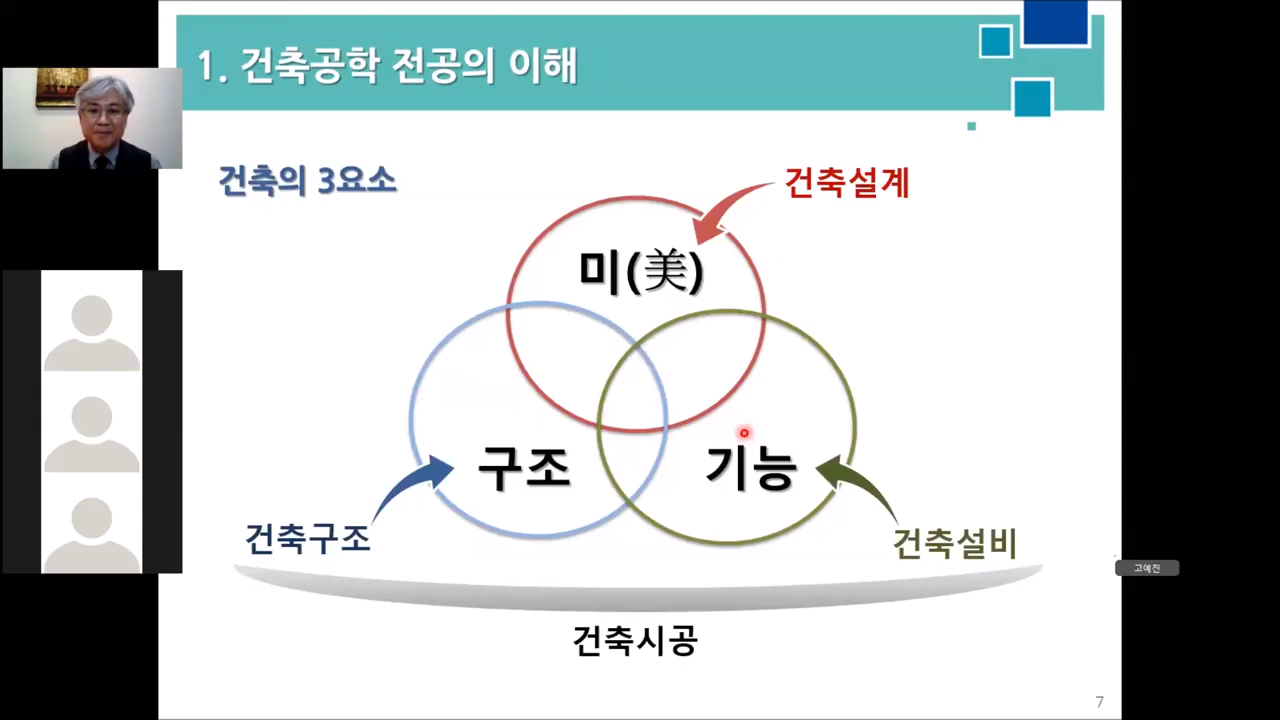 1. 건축공학 전공의 이해
건축의 3요소
건축설계
미(美)
구조
기능
건축구조
건축설비
고예진
건축시공
7